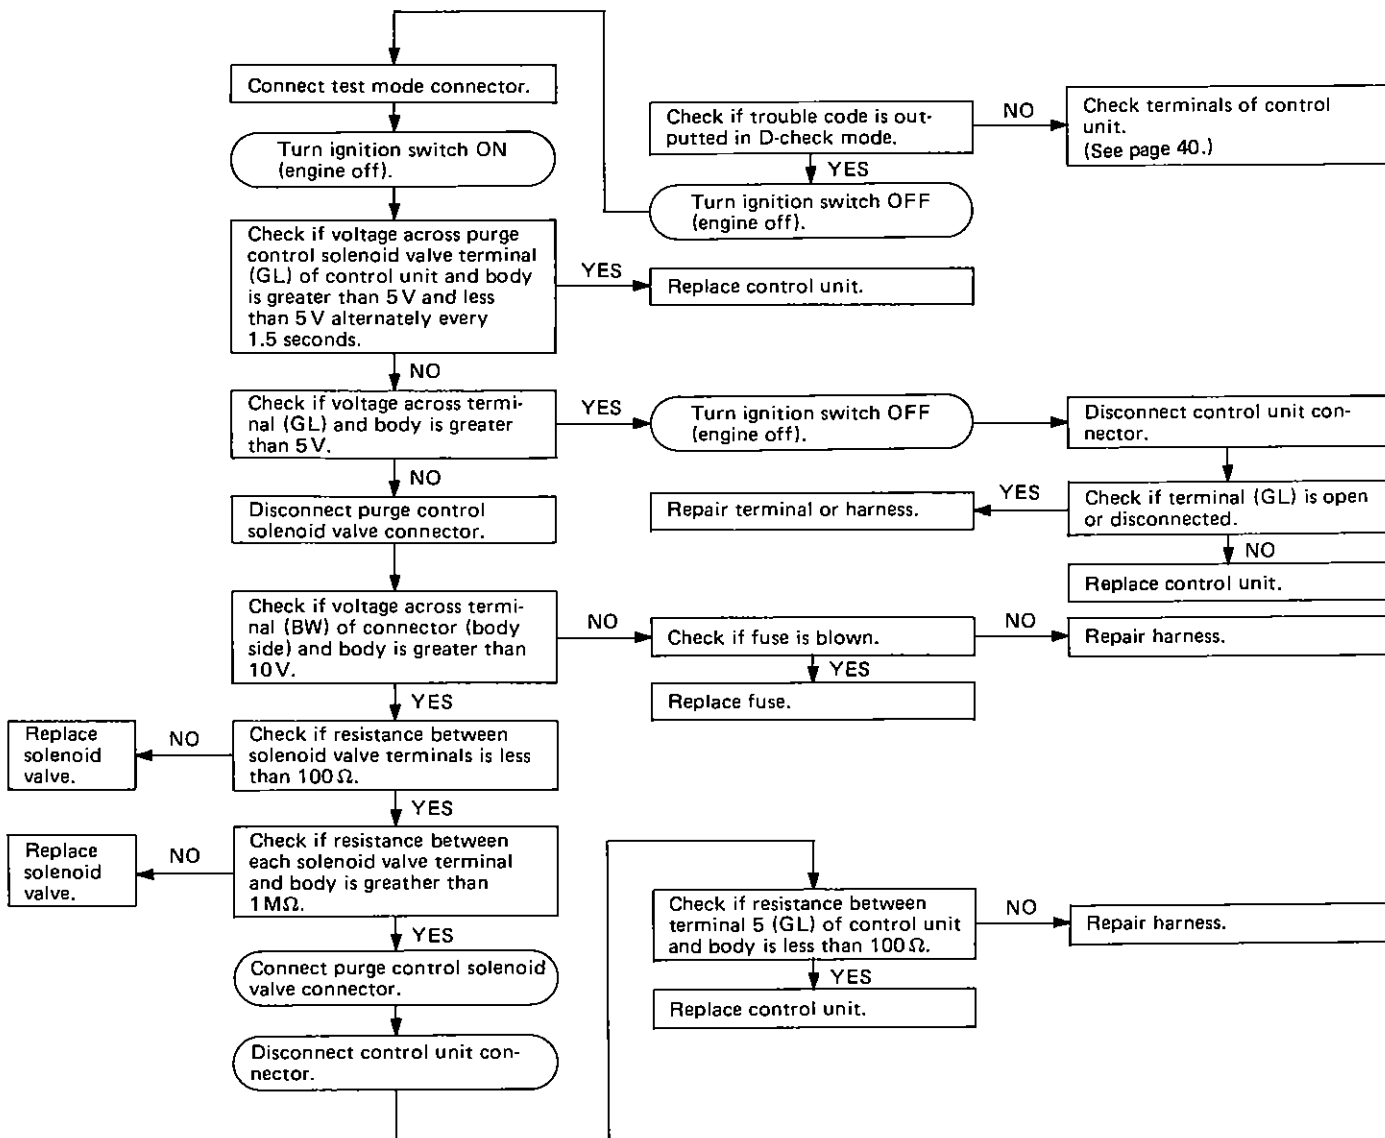 Connect test mode connector.
Turn ignition switch ON
(engine off).
Check if voltage across purge
control solenoid valve terminal
(GL) of control unit and body
is greater than 5 V and less
than 5 V alternately every
1.5 seconds.
YES
Replace control unit.
NO
Check if trouble code is out-
putted in D-check mode.
NO
Check terminals of control
unit.
(See page 40.)
YES
Turn ignition switch OFF
(engine off).
Check if voltage across termi-
nal (GL) and body is greater
than 5 V.
YES
Turn ignition switch OFF
(engine off).
Disconnect control unit con-
nector.
NO
Disconnect purge control
solenoid valve connector.
Repair terminal or harness.
YES
Check if terminal (GL) is open
or disconnected.
NO
Replace control unit.
Check if voltage across termi-
nal (BW) of connector (body
side) and body is greater than
10 V.
NO
Check if fuse is blown.
NO
Repair harness.
YES
Replace fuse.
YES
Replace
solenoid
valve.
NO
Check if resistance between
solenoid valve terminals is less
than 100 Ω.
YES
Replace
solenoid
valve.
NO
Check if resistance between
each solenoid valve terminal
and body is greather than
1 MΩ.
YES
Connect purge control solenoid
valve connector.
Disconnect control unit con-
nector.
Check if resistance between
terminal 5 (GL) of control unit
and body is less than 100 Ω.
NO
Repair harness.
YES
Replace control unit.